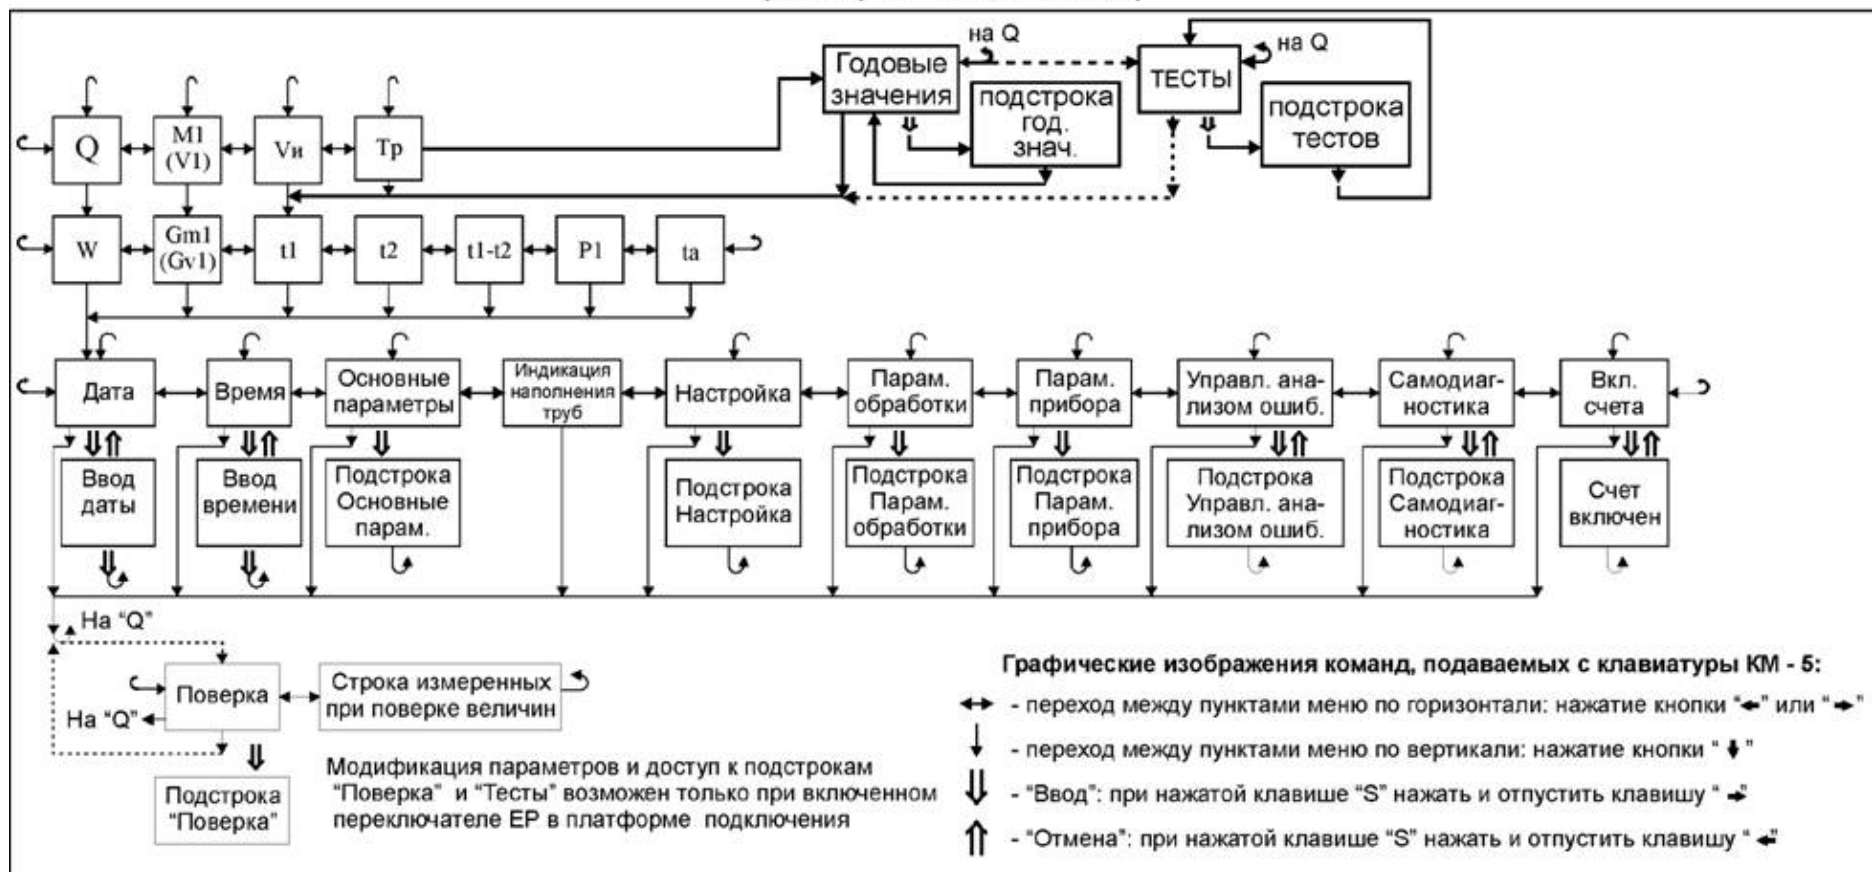 на Q
на Q
Годовые
значения
ТЕСТЫ
подстрока
год.
знач.
подстрока
тестов
Q
M1
(V1)
Vи
Тр
W
Gm1
(Gv1)
t1
t2
t1-t2
P1
ta
Дата
Время
Основные
параметры
Индикация
наполнения
труб
Настройка
Парам.
обработки
Парам.
прибора
Управл. ана-
лизом ошиб.
Самодиаг-
ностика
Вкл.
счета
Ввод
даты
Ввод
времени
Подстрока
Основные
парам.
Подстрока
Настройка
Подстрока
Парам.
обработки
Подстрока
Парам.
прибора
Подстрока
Управл. ана-
лизом ошиб.
Подстрока
Самодиаг-
ностика
Счет
включен
На “Q”
Поверка
Строка измеренных
при поверке величин
На “Q”
Подстрока
“Поверка”
Модификация параметров и доступ к подстрокам
“Поверка” и “Тесты” возможен только при включенном
переключателе ЕР в платформе подключения
Графические изображения команд, подаваемых с клавиатуры КМ - 5:
↔ - переход между пунктами меню по горизонтали: нажатие кнопки “←” или “→”
↓ - переход между пунктами меню по вертикали: нажатие кнопки “↓”
⇓ - “Ввод”: при нажатой клавише “S” нажать и отпустить клавишу “→”
⇑ - “Отмена”: при нажатой клавише “S” нажать и отпустить клавишу “←”